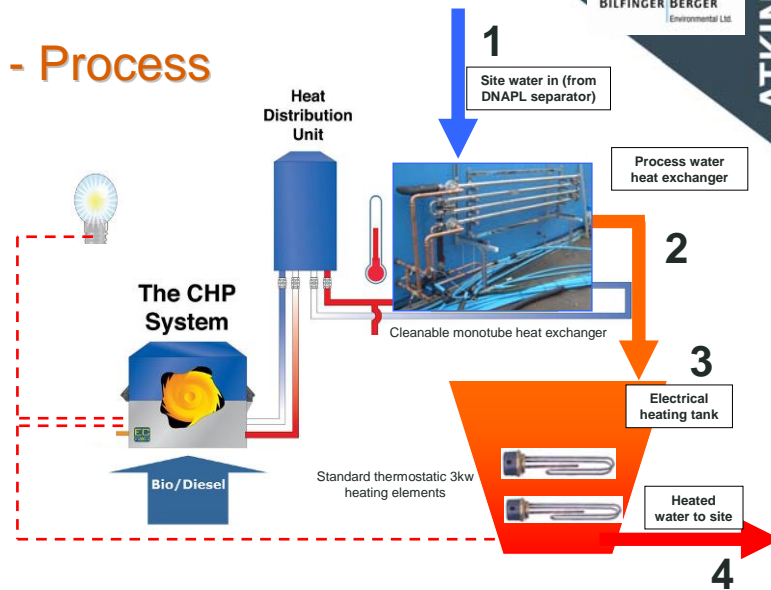 BILFINGER BERGER
Environmental Ltd.
ATKIN
- Process
1
Site water in (from
DNAPL separator)
Heat
Distribution
Unit
Process water
heat exchanger
2
The CHP
System
Cleanable monotube heat exchanger
3
Electrical
heating tank
EC
Bio/Diesel
Standard thermostatic 3kw
heating elements
Heated
water to site
4